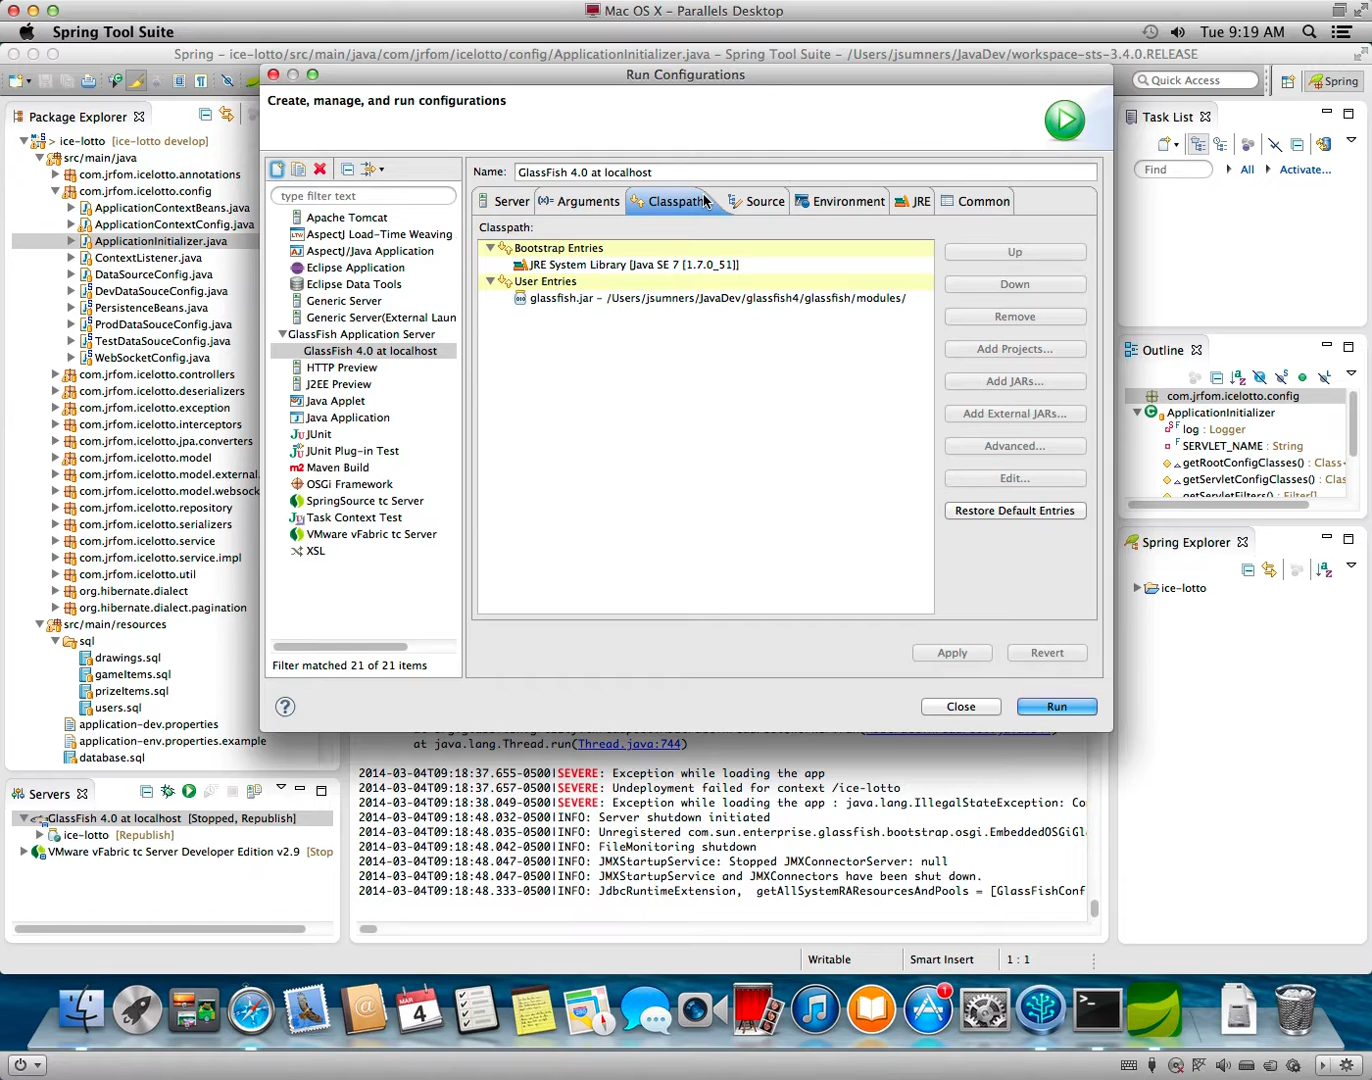 Mac OS X - Parallels Desktop
Spring Tool Suite
Tue 9:19 AM
Spring - ice-lotto/src/main/java/com/jrfom/icelotto/config/ApplicationInitializer.java - Spring Tool Suite - /Users/jsumners/JavaDev/workspace-sts-3.4.0.RELEASE
Run Configurations
Quick Access
Spring
Create, manage, and run configurations
Package Explorer
> ice-lotto [ice-lotto develop]
src/main/java
com.jrfom.icelotto.annotations
com.jrfom.icelotto.config
ApplicationContextBeans.java
ApplicationContextConfig.java
ApplicationInitializer.java
ContextListener.java
DataSourceConfig.java
DevDataSouceConfig.java
PersistenceBeans.java
ProdDataSouceConfig.java
TestDataSouceConfig.java
WebSocketConfig.java
com.jrfom.icelotto.controllers
com.jrfom.icelotto.deserializers
com.jrfom.icelotto.exception
com.jrfom.icelotto.interceptors
com.jrfom.icelotto.jpa.converters
com.jrfom.icelotto.model
com.jrfom.icelotto.model.external.
com.jrfom.icelotto.model.websock
com.jrfom.icelotto.repository
com.jrfom.icelotto.serializers
com.jrfom.icelotto.service
com.jrfom.icelotto.service.impl
com.jrfom.icelotto.util
org.hibernate.dialect
org.hibernate.dialect.pagination
src/main/resources
sql
drawings.sql
gameItems.sql
prizeItems.sql
users.sql
application-dev.properties
application-env.properties.example
database.sql
type filter text
Apache Tomcat
AspectJ Load-Time Weaving
AspectJ/Java Application
Eclipse Application
Eclipse Data Tools
Generic Server
Generic Server(External Laun
GlassFish Application Server
GlassFish 4.0 at localhost
HTTP Preview
J2EE Preview
Java Applet
Java Application
JUnit
JUnit Plug-in Test
Maven Build
OSGi Framework
SpringSource tc Server
Task Context Test
VMware vFabric tc Server
XSL
Filter matched 21 of 21 items
Name: GlassFish 4.0 at localhost
Server
Arguments
Classpath
Source
Environment
JRE
Common
Classpath:
Bootstrap Entries
JRE System Library [Java SE 7 [1.7.0_51]]
User Entries
glassfish.jar - /Users/jsumners/JavaDev/glassfish4/glassfish/modules/
Up
Down
Remove
Add Projects...
Add JARs...
Add External JARs...
Advanced...
Edit...
Restore Default Entries
Apply
Revert
Close
Run
Task List
Find
All
Activate...
Outline
com.jrfom.icelotto.config
ApplicationInitializer
log : Logger
SERVLET_NAME : String
getRootConfigClasses() : Class<
getServletConfigClasses() : Class
getServletFilters() : Filter[]
Spring Explorer
ice-lotto
Servers
GlassFish 4.0 at localhost [Stopped, Republish]
ice-lotto [Republish]
VMware vFabric tc Server Developer Edition v2.9 [Stop
at java.lang.Thread.run(Thread.java:744)
2014-03-04T09:18:37.655-0500|SEVERE: Exception while loading the app
2014-03-04T09:18:37.657-0500|SEVERE: Undeployment failed for context /ice-lotto
2014-03-04T09:18:38.049-0500|SEVERE: Exception while loading the app : java.lang.IllegalStateException: Co
2014-03-04T09:18:48.032-0500|INFO: Server shutdown initiated
2014-03-04T09:18:48.035-0500|INFO: Unregistered com.sun.enterprise.glassfish.bootstrap.osgi.EmbeddedOSGiGl
2014-03-04T09:18:48.042-0500|INFO: FileMonitoring shutdown
2014-03-04T09:18:48.047-0500|INFO: JMXStartupService: Stopped JMXConnectorServer: null
2014-03-04T09:18:48.047-0500|INFO: JMXStartupService and JMXConnectors have been shut down.
2014-03-04T09:18:48.333-0500|INFO: JdbcRuntimeExtension, getAllSystemRAResourcesAndPools = [GlassFishConf
Writable
Smart Insert
1 : 1
MAR
4
1